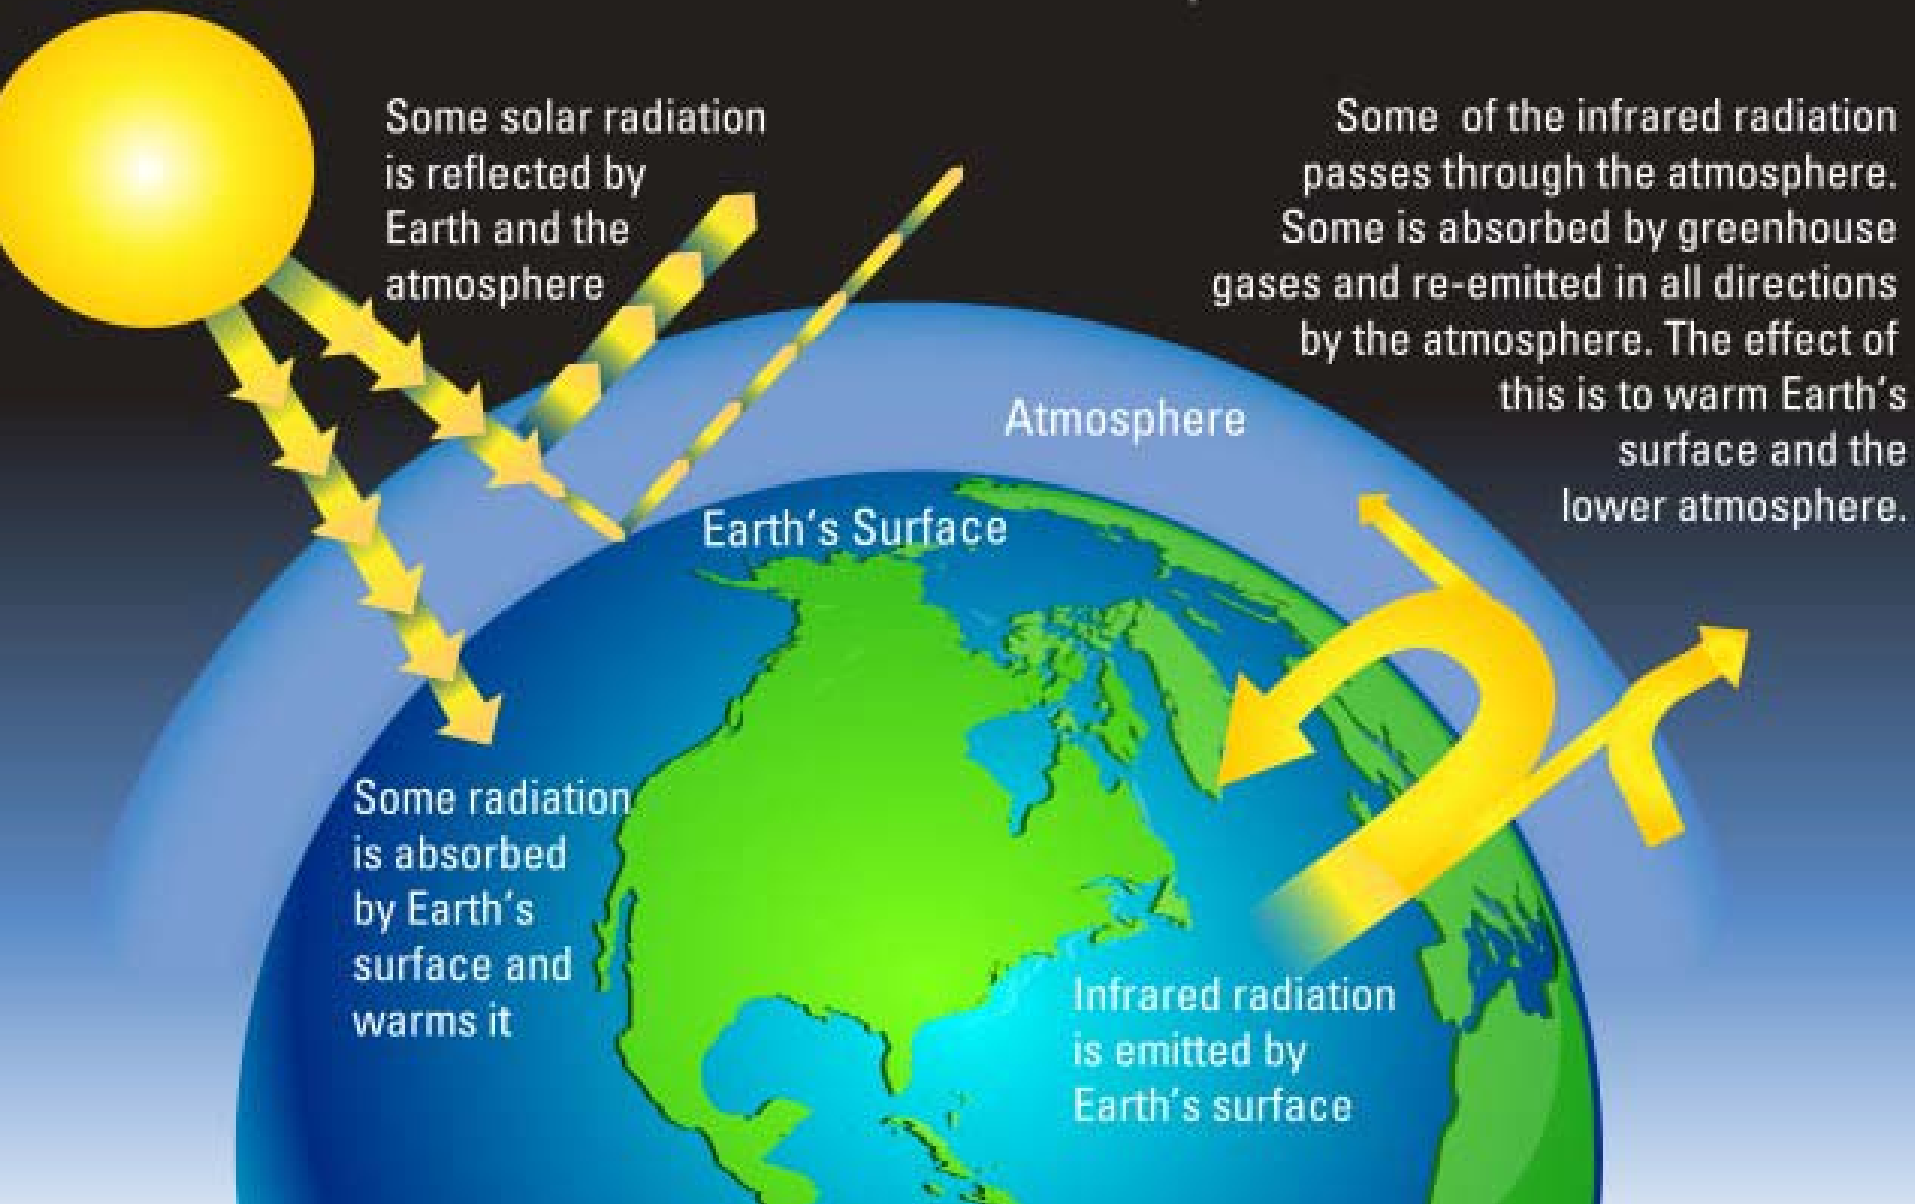 Some solar radiation
is reflected by
Earth and the
atmosphere
Some of the infrared radiation
passes through the atmosphere.
Some is absorbed by greenhouse
gases and re-emitted in all directions
by the atmosphere. The effect of
this is to warm Earth's
surface and the
lower atmosphere.
Atmosphere
Earth's Surface
Some radiation
is absorbed
by Earth's
surface and
warms it
Infrared radiation
is emitted by
Earth's surface